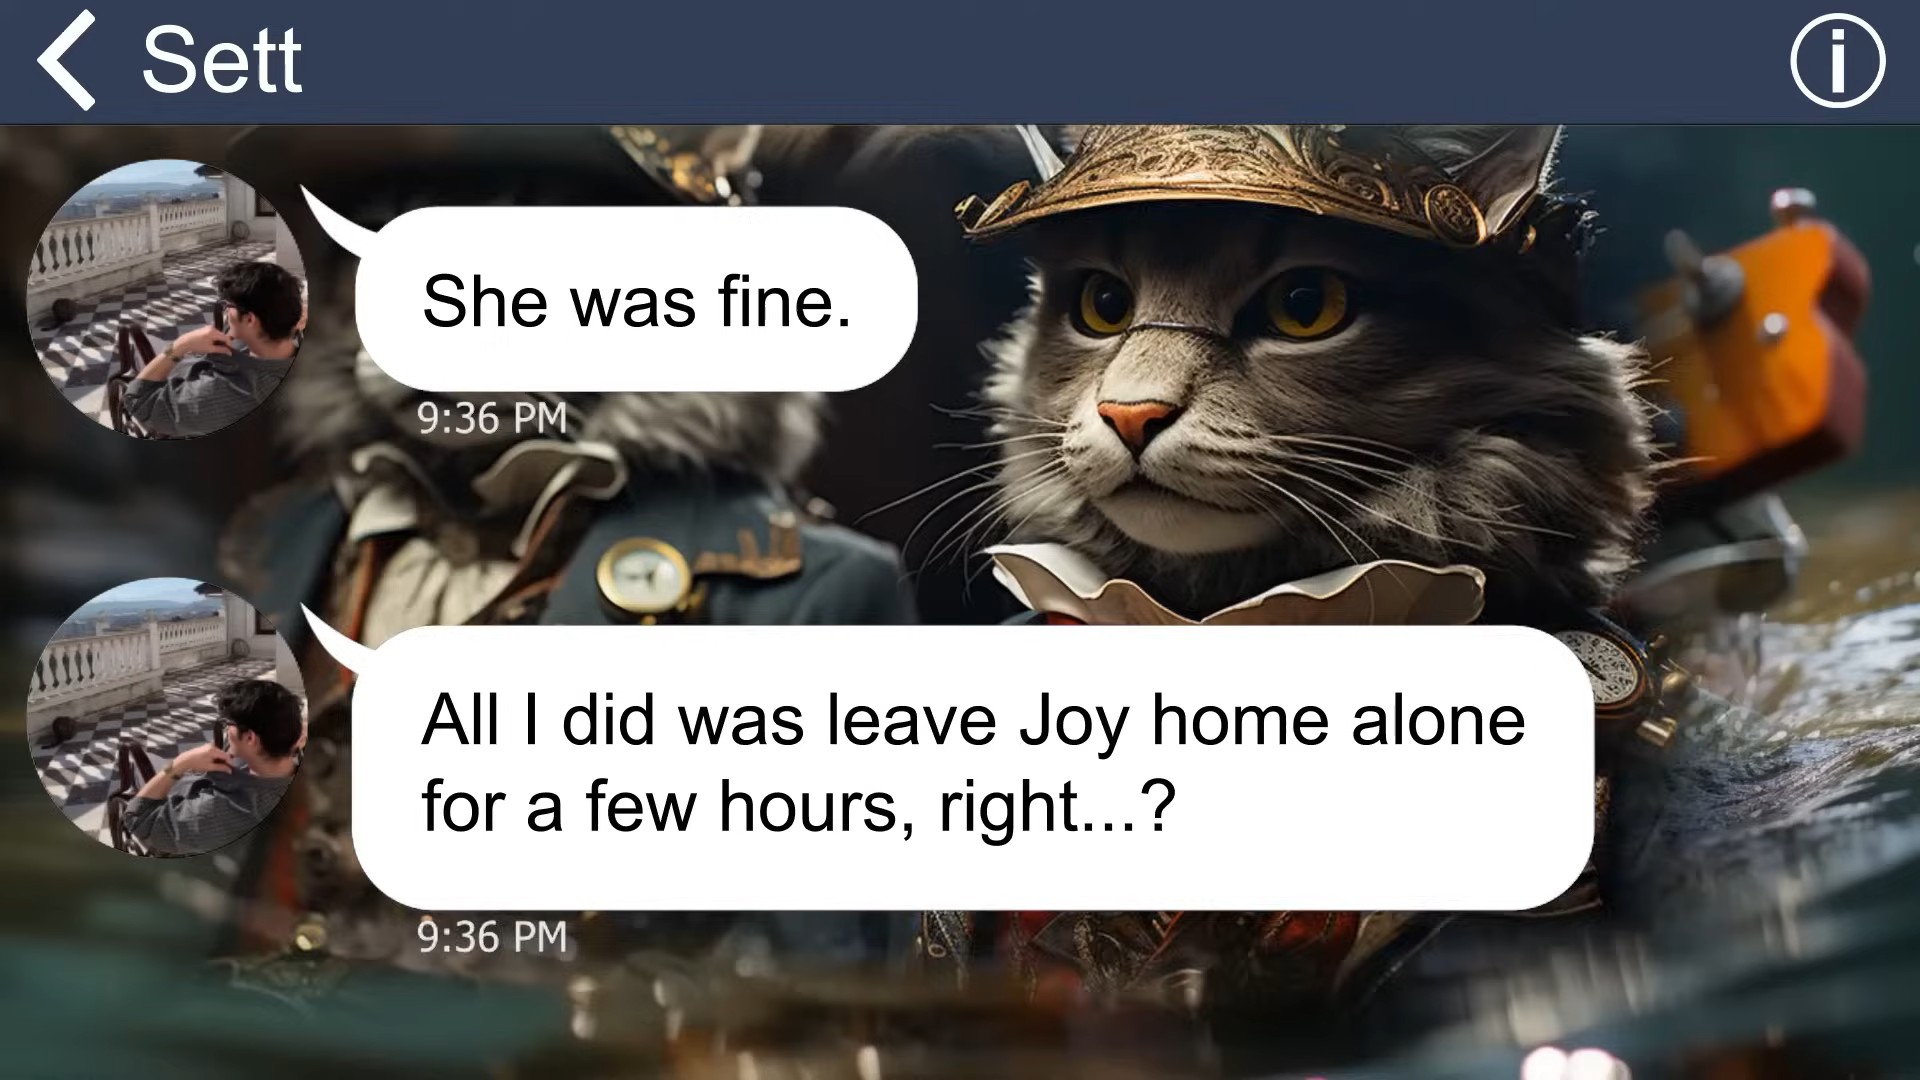 Sett
She was fine.
9:36 PM
All I did was leave Joy home alone
for a few hours, right...?
9:36 PM